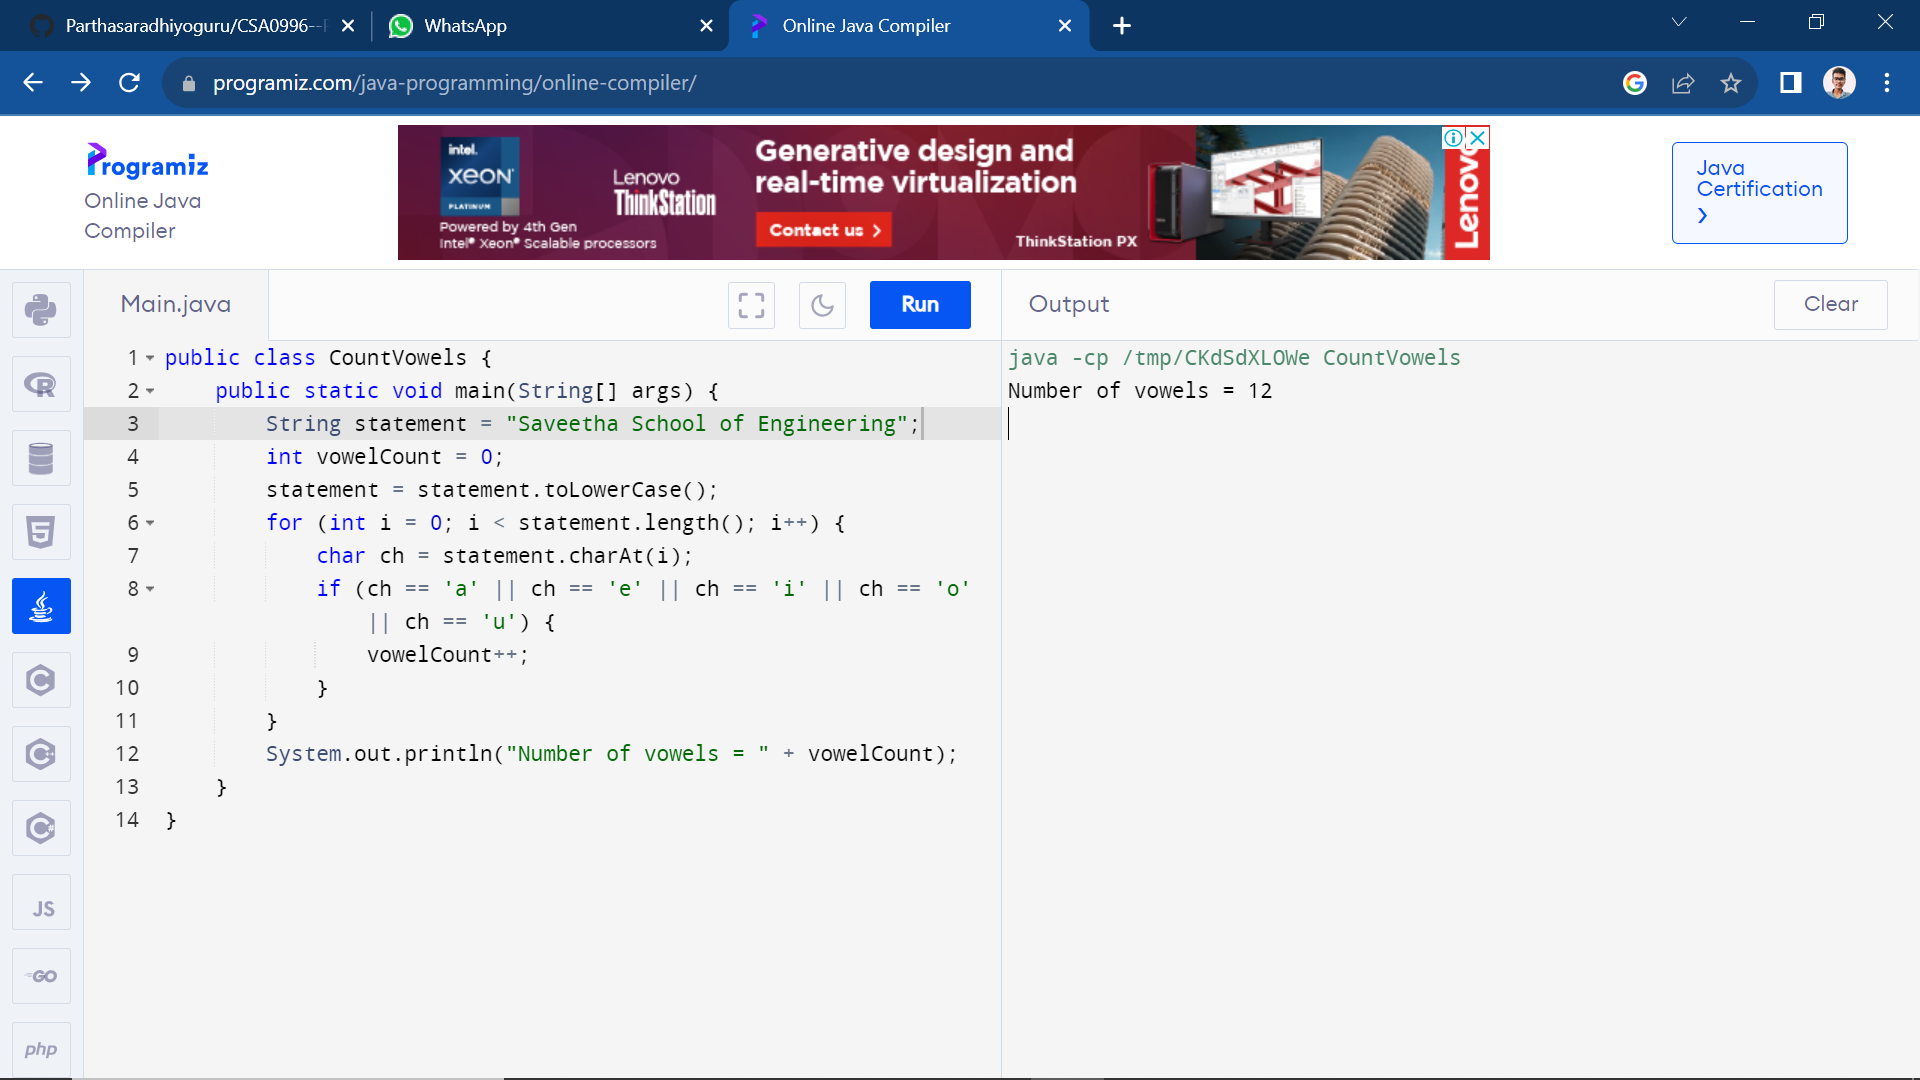 Parthasaradhiyoguru/CSA0996--
WhatsApp
Online Java Compiler
programiz.com/java-programming/online-compiler/
Programiz
Online Java
Compiler
intel.
XEON
PLATINUM
Powered by 4th Gen
Intel® Xeon® Scalable processors
Lenovo
ThinkStation
Generative design and
real-time virtualization
Contact us >
ThinkStation PX
Lenovo
Java
Certification
>
Main.java
Run
Output
Clear
1 public class CountVowels {
2 public static void main(String[] args) {
3 String statement = "Saveetha School of Engineering";
4 int vowelCount = 0;
5 statement = statement.toLowerCase();
6 for (int i = 0; i < statement.length(); i++) {
7 char ch = statement.charAt(i);
8 if (ch == 'a' || ch == 'e' || ch == 'i' || ch == 'o'
|| ch == 'u') {
9 vowelCount++;
10 }
11 }
12 System.out.println("Number of vowels = " + vowelCount);
13 }
14 }
java -cp /tmp/CKdSdXLOWe CountVowels
Number of vowels = 12
JS
GO
php